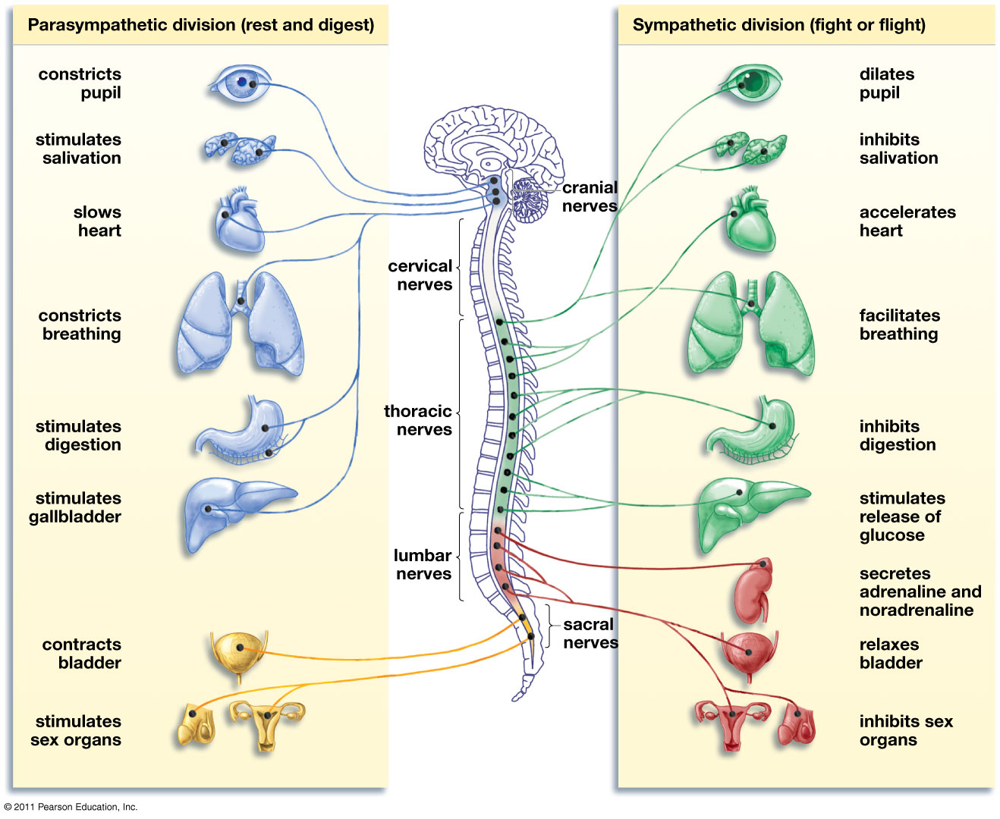 Parasympathetic division (rest and digest)
constricts
pupil
stimulates
salivation
slows
heart
constricts
breathing
stimulates
digestion
stimulates
gallbladder
contracts
bladder
stimulates
sex organs
cranial
nerves
cervical
nerves
thoracic
nerves
lumbar
nerves
sacral
nerves
Sympathetic division (fight or flight)
dilates
pupil
inhibits
salivation
accelerates
heart
facilitates
breathing
inhibits
digestion
stimulates
release of
glucose
secretes
adrenaline and
noradrenaline
relaxes
bladder
inhibits sex
organs
© 2011 Pearson Education, Inc.